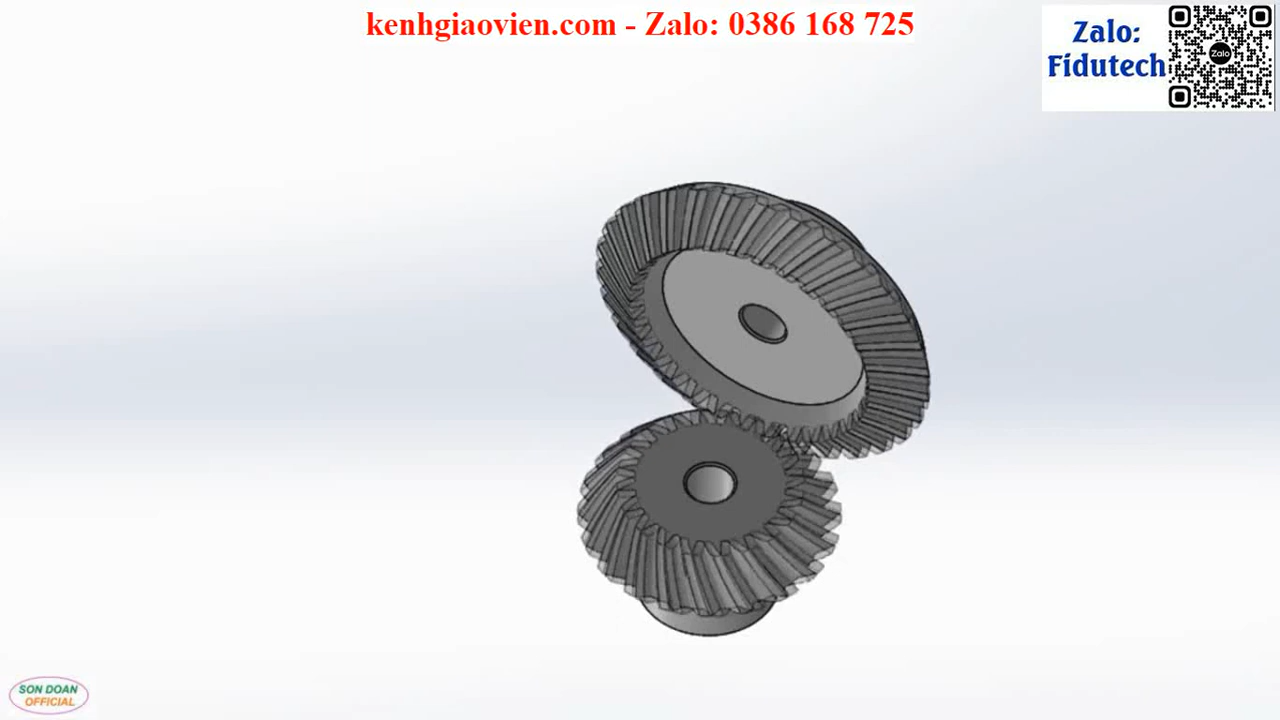 kenhgiaovien.com - Zalo: 0386 168 725
Zalo:
Fidutech
Zalo
SON DOAN
OFFICIAL